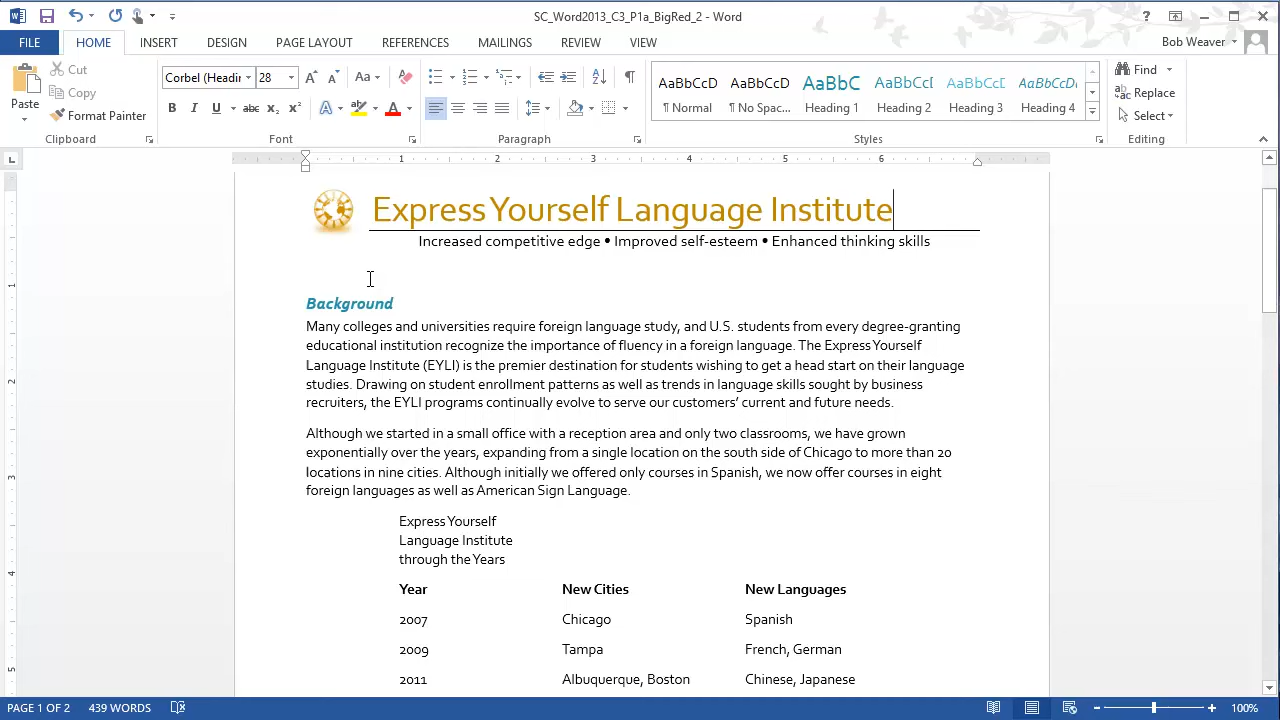 SC_Word2013_C3_P1a_BigRed_2 - Word
FILE HOME INSERT DESIGN PAGE LAYOUT REFERENCES MAILINGS REVIEW VIEW Bob Weaver
Paste
Cut
Copy
Format Painter
Clipboard
Corbel (Headin 28
Font
Paragraph
AaBbCcD AaBbCcD AaBbC AaBbCcD AaBbCcD AaBbCcD
¶ Normal ¶ No Spac... Heading 1 Heading 2 Heading 3 Heading 4
Styles
Find
Replace
Select
Editing
1 2 3 4 5 6
Express Yourself Language Institute
Increased competitive edge • Improved self-esteem • Enhanced thinking skills
Background
Many colleges and universities require foreign language study, and U.S. students from every degree-granting
educational institution recognize the importance of fluency in a foreign language. The Express Yourself
Language Institute (EYLI) is the premier destination for students wishing to get a head start on their language
studies. Drawing on student enrollment patterns as well as trends in language skills sought by business
recruiters, the EYLI programs continually evolve to serve our customers’ current and future needs.
Although we started in a small office with a reception area and only two classrooms, we have grown
exponentially over the years, expanding from a single location on the south side of Chicago to more than 20
locations in nine cities. Although initially we offered only courses in Spanish, we now offer courses in eight
foreign languages as well as American Sign Language.
Express Yourself
Language Institute
through the Years
Year New Cities New Languages
2007 Chicago Spanish
2009 Tampa French, German
2011 Albuquerque, Boston Chinese, Japanese
PAGE 1 OF 2 439 WORDS 100%